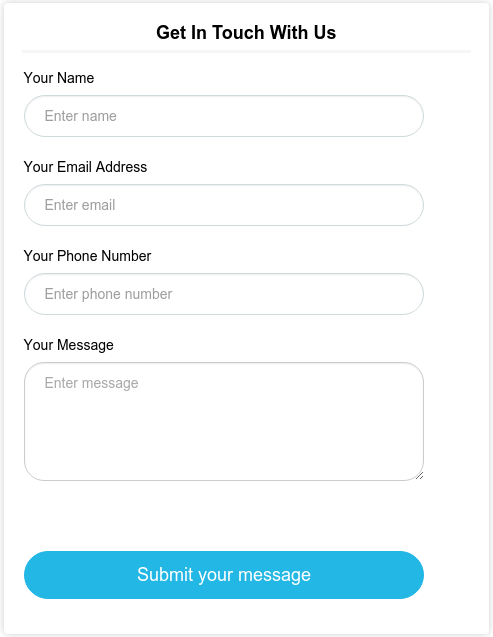 Get In Touch With Us
Your Name
Enter name
Your Email Address
Enter email
Your Phone Number
Enter phone number
Your Message
Enter message
Submit your message